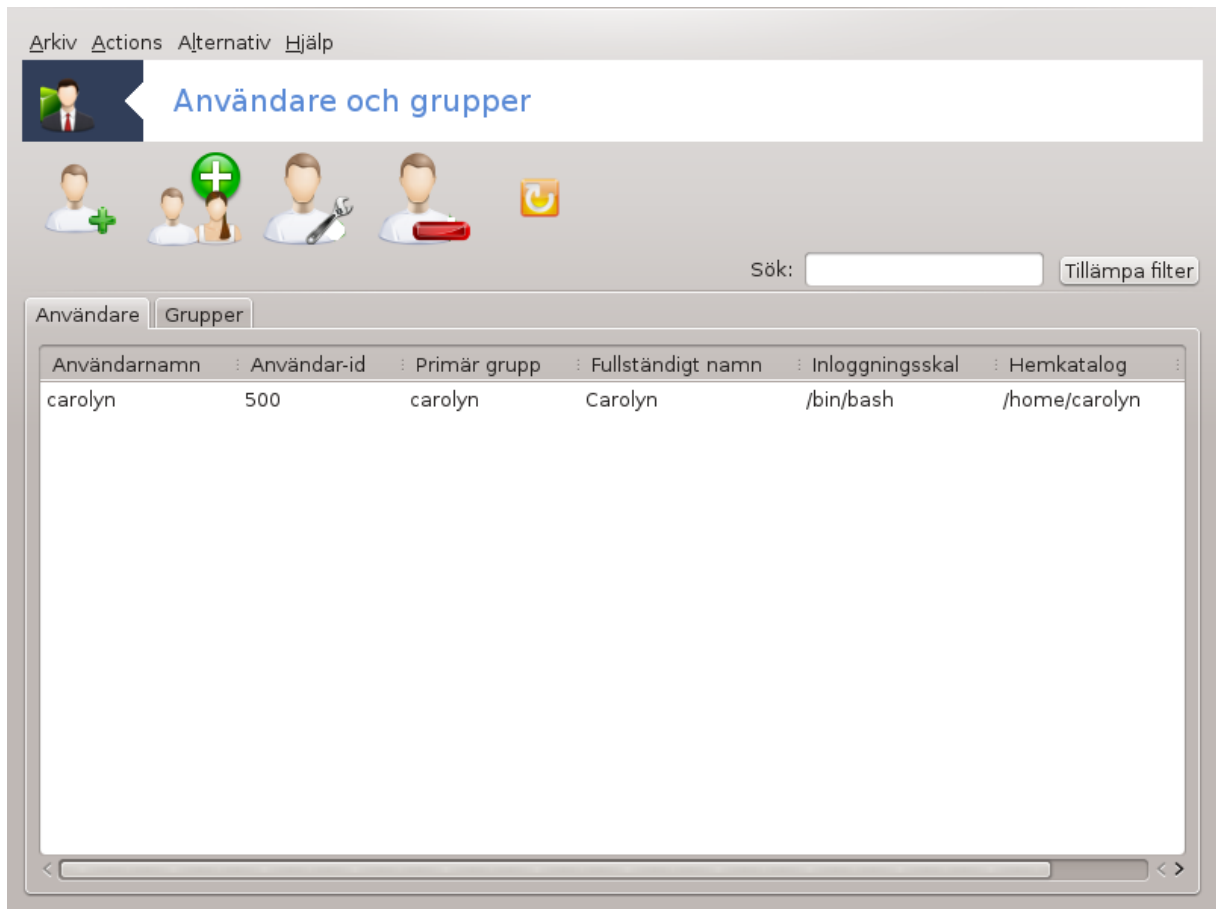 Arkiv Actions Alternativ Hjälp
Användare och grupper
Sök: Tillämpa filter
Användare Grupper
Användarnamn Användar-id Primär grupp Fullständigt namn Inloggningsskal Hemkatalog
carolyn 500 carolyn Carolyn /bin/bash /home/carolyn